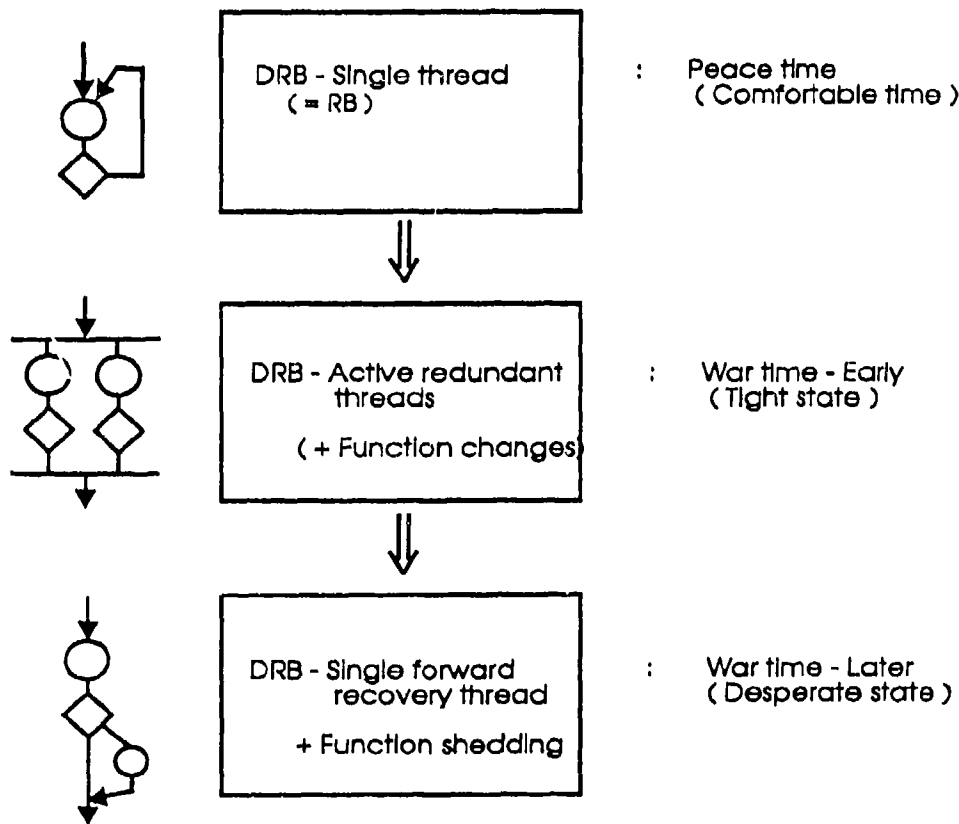 DRB - Single thread
( = RB )
:
Peace time
( Comfortable time )
DRB - Active redundant
threads
( + Function changes)
:
War time - Early
( Tight state )
DRB - Single forward
recovery thread
+ Function shedding
:
War time - Later
( Desperate state )